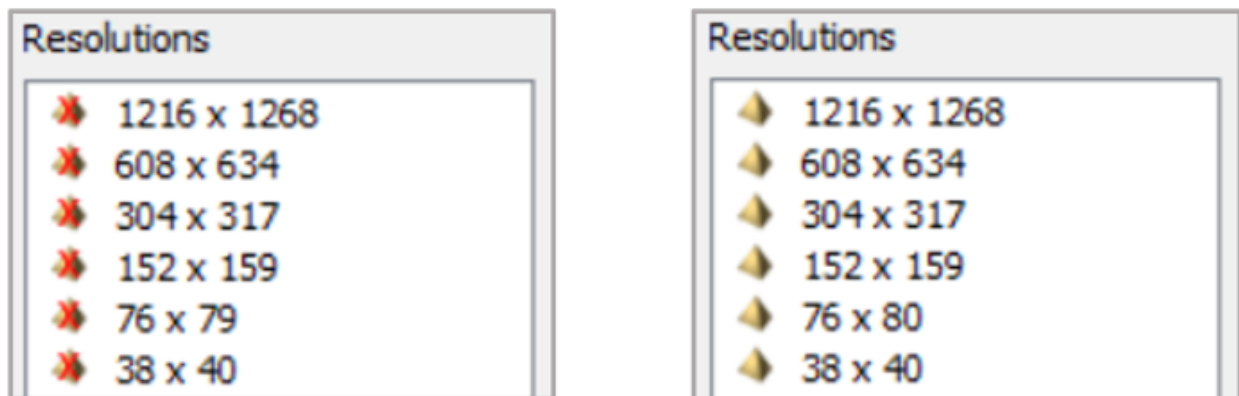 Resolutions
1216 x 1268
608 x 634
304 x 317
152 x 159
76 x 79
38 x 40
Resolutions
1216 x 1268
608 x 634
304 x 317
152 x 159
76 x 80
38 x 40